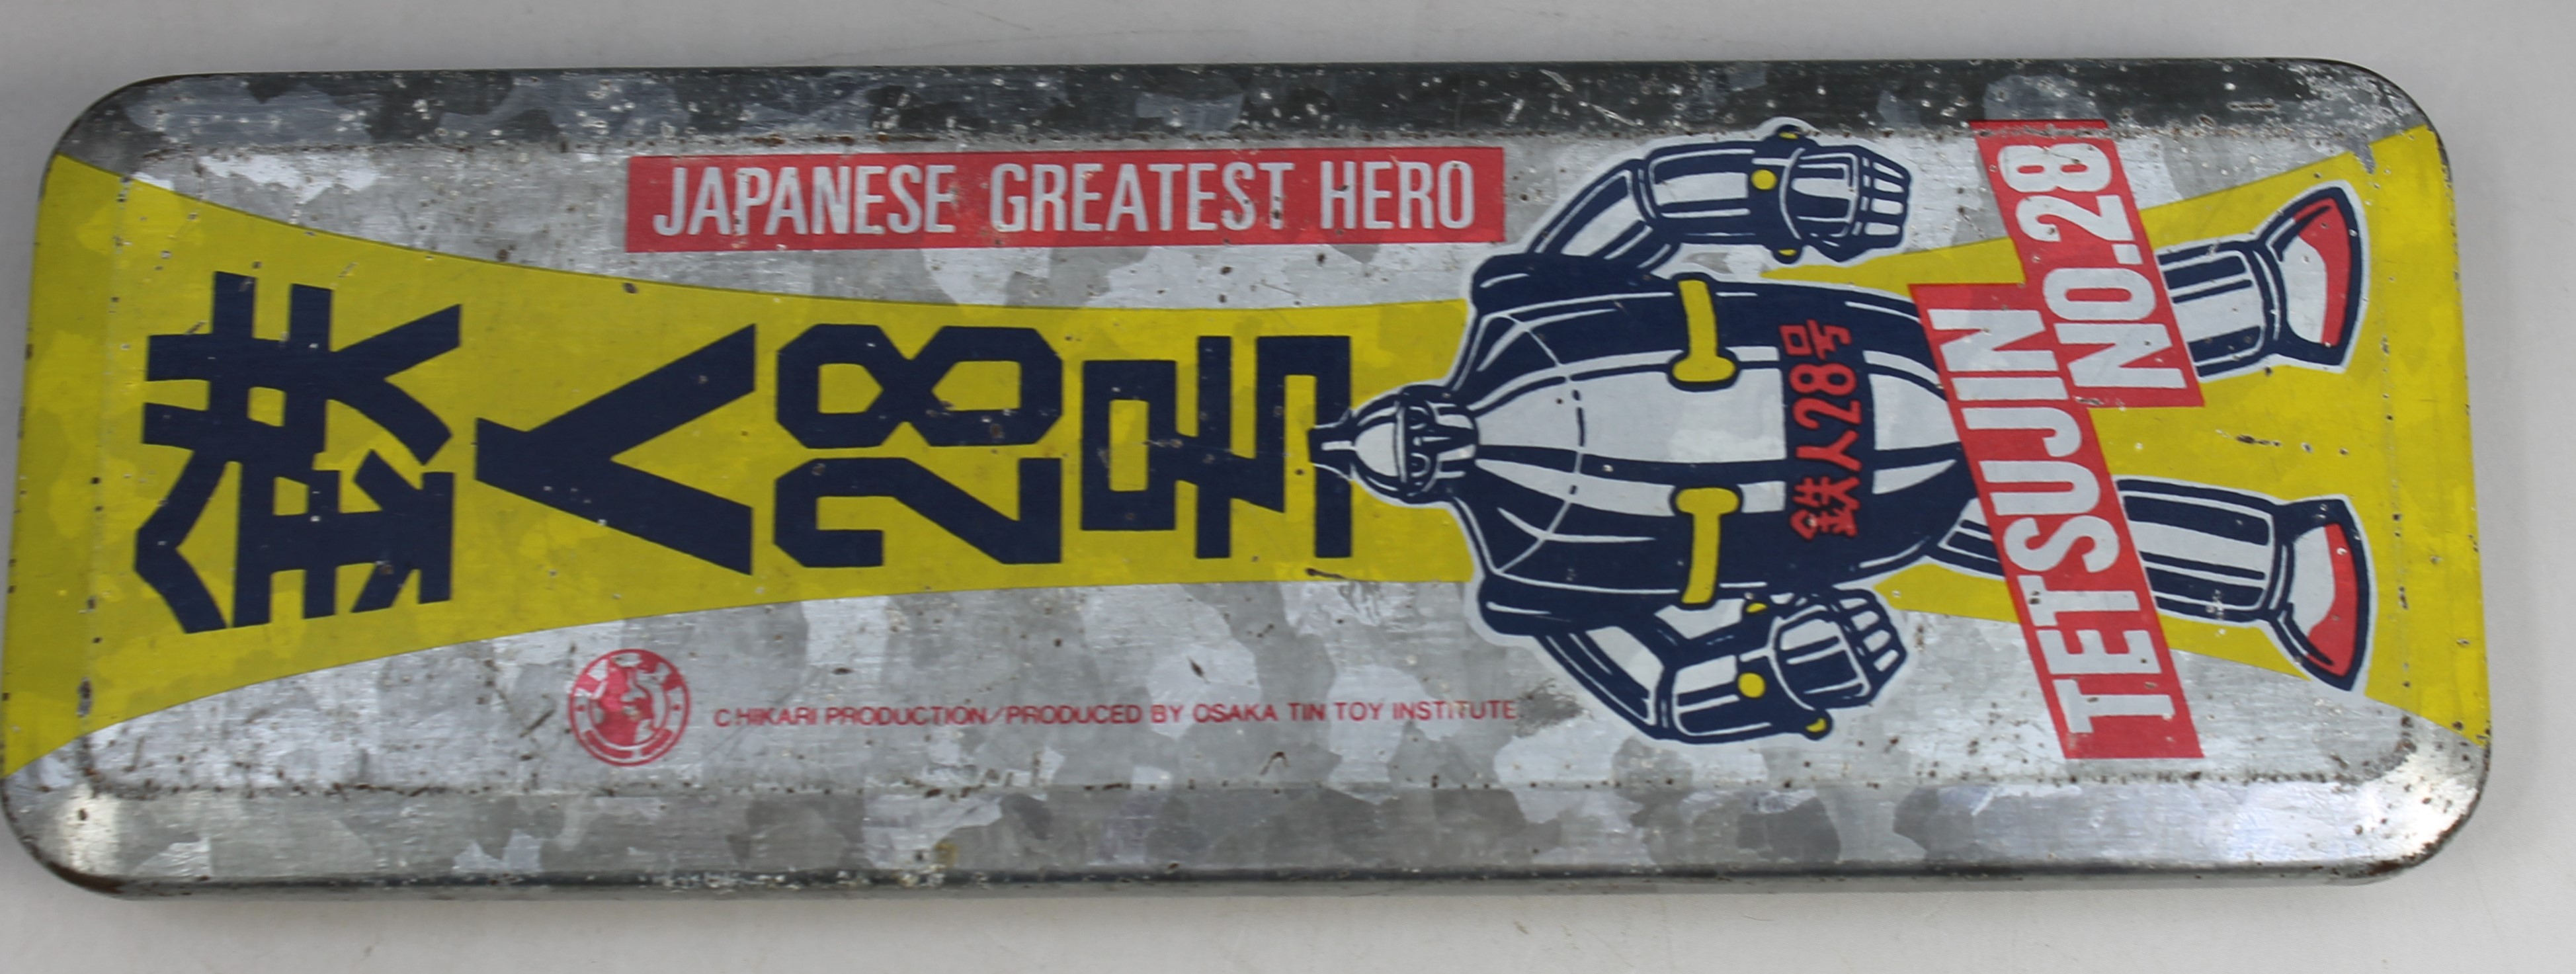 JAPANESE GREATEST HERO
鉄人28号
鉄人28号
TETSUJIN
NO.28
©HIKARI PRODUCTION/PRODUCED BY OSAKA TIN TOY INSTITUTE